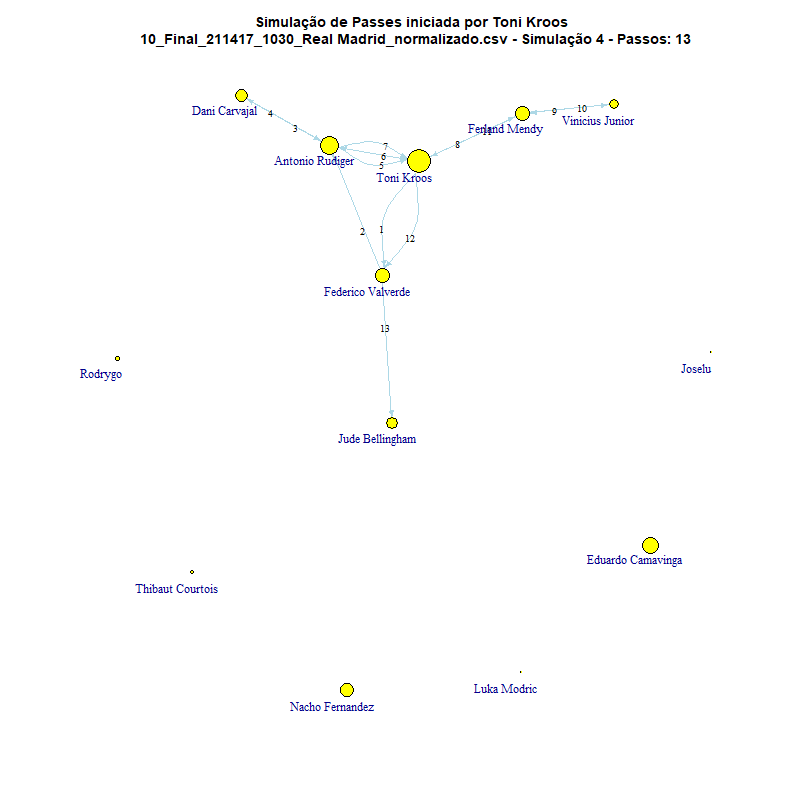 Simulação de Passes iniciada por Toni Kroos
10_Final_211417_1030_Real Madrid_normalizado.csv - Simulação 4 - Passos: 13
Dani Carvajal
4
3
Antonio Rudiger
7
6
5
Toni Kroos
8
Ferland Mendy
9
10
Vinicius Junior
2
1
12
Federico Valverde
13
Rodrygo
Joselu
Jude Bellingham
Eduardo Camavinga
Thibaut Courtois
Luka Modric
Nacho Fernandez